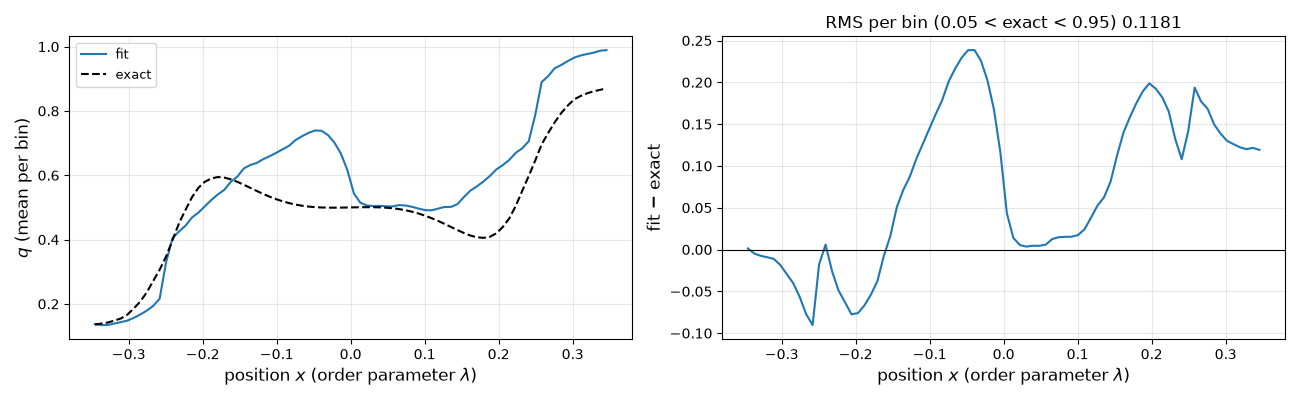 RMS per bin (0.05 < exact < 0.95) 0.1181
fit
exact
q (mean per bin)
1.0
0.8
0.6
0.4
0.2
−0.3 −0.2 −0.1 0.0 0.1 0.2 0.3
position x (order parameter λ)
fit − exact
0.25
0.20
0.15
0.10
0.05
0.00
−0.05
−0.10
−0.3 −0.2 −0.1 0.0 0.1 0.2 0.3
position x (order parameter λ)